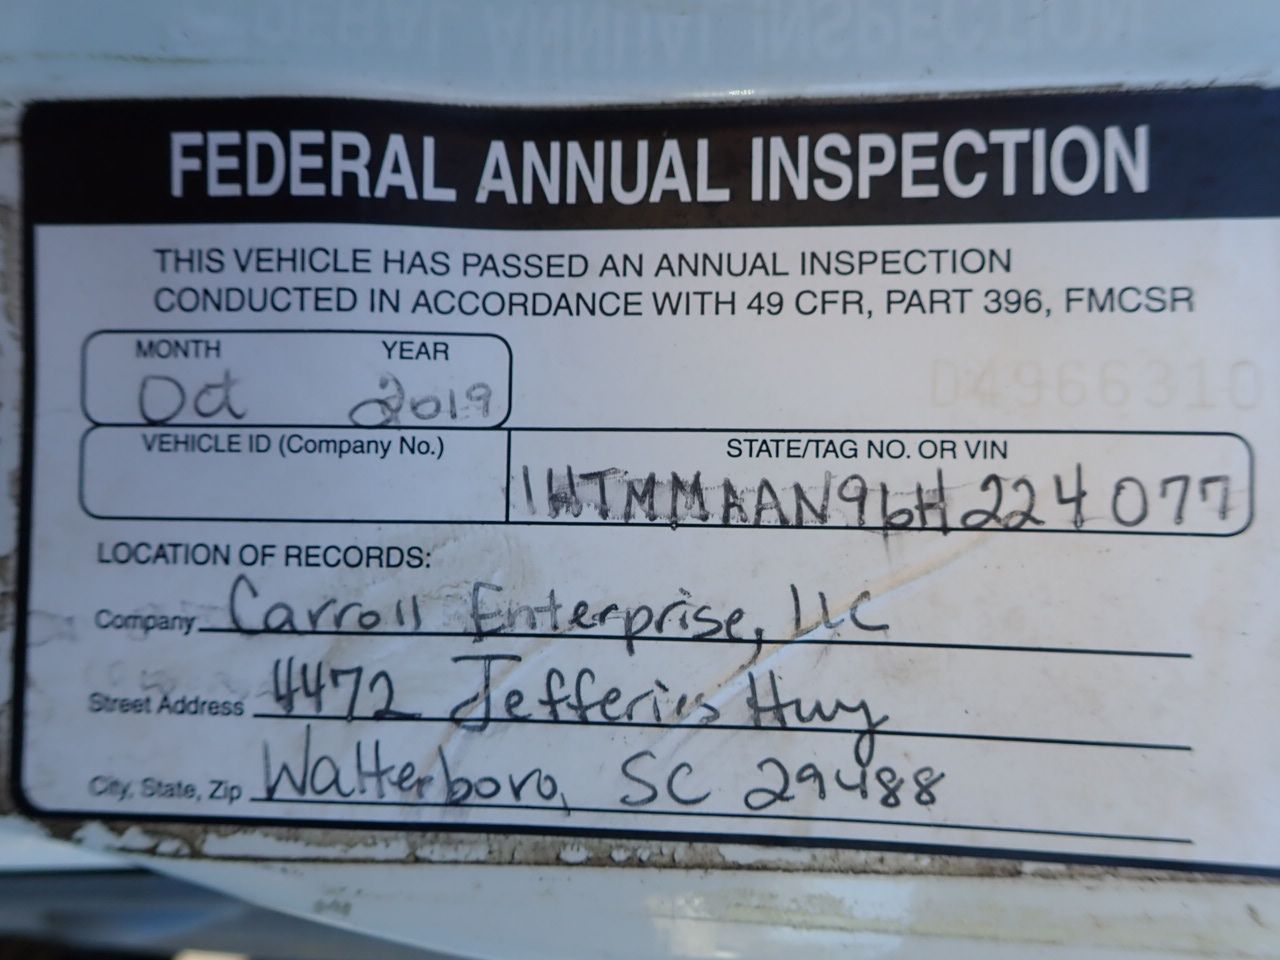 FEDERAL ANNUAL INSPECTION
THIS VEHICLE HAS PASSED AN ANNUAL INSPECTION
CONDUCTED IN ACCORDANCE WITH 49 CFR, PART 396, FMCSR
MONTH YEAR
Oct 2019
D4966310
VEHICLE ID (Company No.) STATE/TAG NO. OR VIN
1HTMMAAN96H224077
LOCATION OF RECORDS:
Company Carroll Enterprise, LLC
Street Address 4472 Jefferies Hwy
City, State, Zip Walterboro, SC 29488